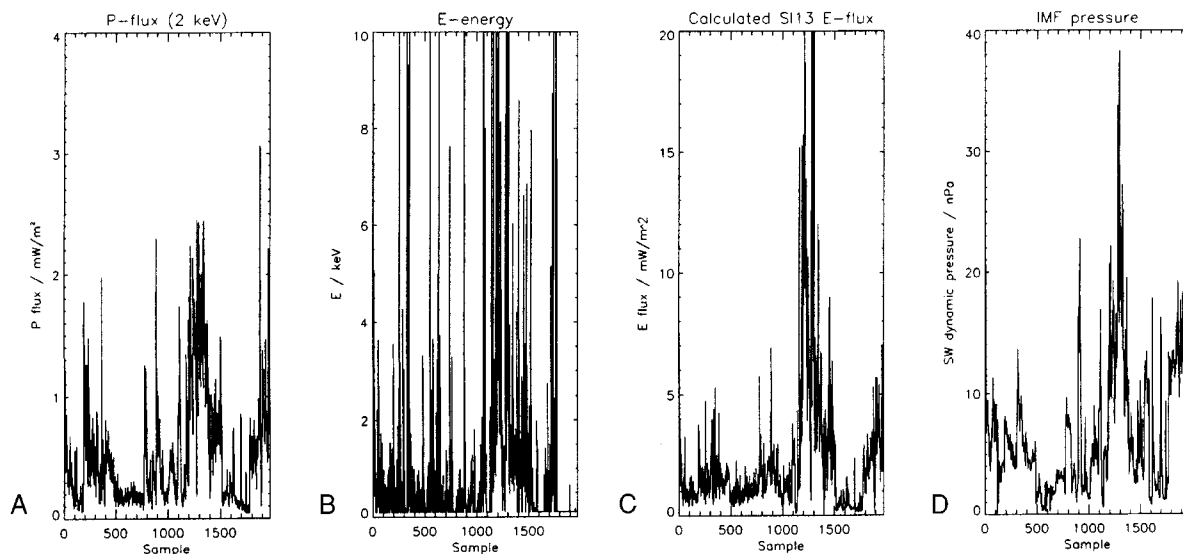 P-flux (2 keV)
4
3
2
1
0
P flux / mW/m²
0 500 1000 1500
Sample
A
E-energy
10
8
6
4
2
0
E / keV
0 500 1000 1500
Sample
B
Calculated SI13 E-flux
20
15
10
5
0
E flux / mW/m^2
0 500 1000 1500
Sample
C
IMF pressure
40
30
20
10
0
SW dynamic pressure / nPa
0 500 1000 1500
Sample
D